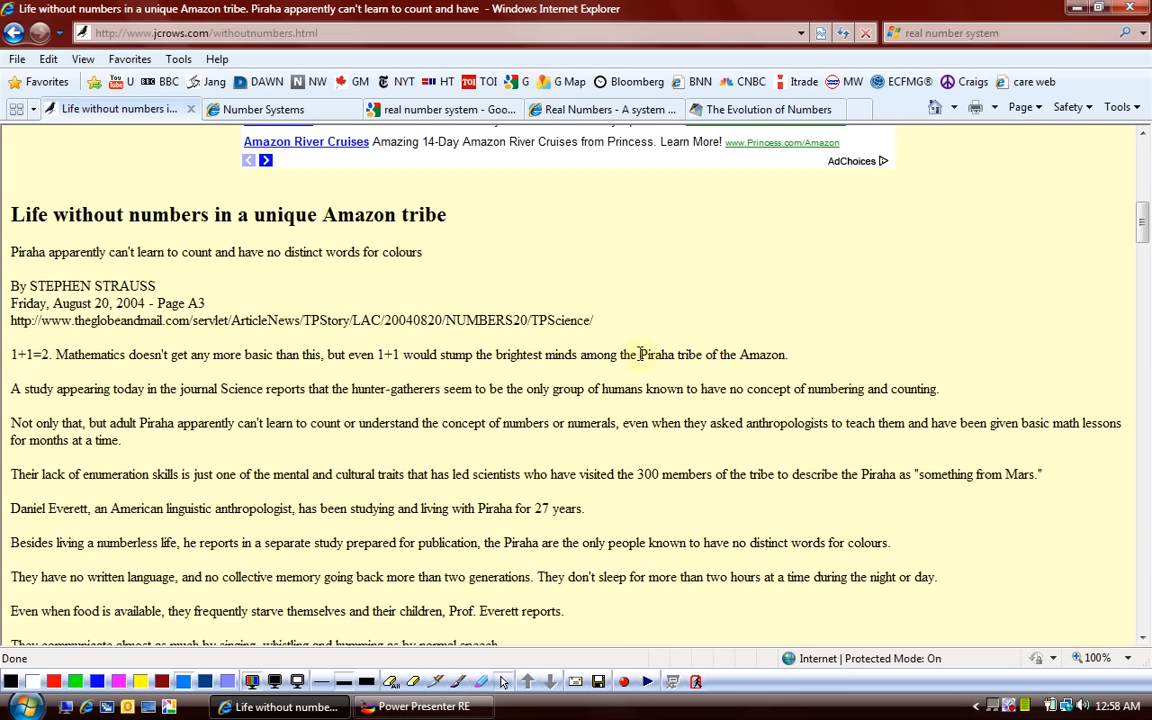 Life without numbers in a unique Amazon tribe. Piraha apparently can't learn to count and have - Windows Internet Explorer
http://www.jcrows.com/withoutnumbers.html
real number system
File Edit View Favorites Tools Help
Favorites U BBC Jang DAWN NW GM NYT HT TOI G G Map Bloomberg BNN CNBC Itrade MW ECFMG® Craigs care web
Life without numbers i... Number Systems real number system - Goo... Real Numbers - A system ... The Evolution of Numbers Page Safety Tools
Amazon River Cruises Amazing 14-Day Amazon River Cruises from Princess. Learn More! www.Princess.com/Amazon
AdChoices
Life without numbers in a unique Amazon tribe
Piraha apparently can't learn to count and have no distinct words for colours
By STEPHEN STRAUSS
Friday, August 20, 2004 - Page A3
http://www.theglobeandmail.com/servlet/ArticleNews/TPStory/LAC/20040820/NUMBERS20/TPScience/
1+1=2. Mathematics doesn't get any more basic than this, but even 1+1 would stump the brightest minds among the Piraha tribe of the Amazon.
A study appearing today in the journal Science reports that the hunter-gatherers seem to be the only group of humans known to have no concept of numbering and counting.
Not only that, but adult Piraha apparently can't learn to count or understand the concept of numbers or numerals, even when they asked anthropologists to teach them and have been given basic math lessons
for months at a time.
Their lack of enumeration skills is just one of the mental and cultural traits that has led scientists who have visited the 300 members of the tribe to describe the Piraha as "something from Mars."
Daniel Everett, an American linguistic anthropologist, has been studying and living with Piraha for 27 years.
Besides living a numberless life, he reports in a separate study prepared for publication, the Piraha are the only people known to have no distinct words for colours.
They have no written language, and no collective memory going back more than two generations. They don't sleep for more than two hours at a time during the night or day.
Even when food is available, they frequently starve themselves and their children, Prof. Everett reports.
They communicate almost as much by singing, whistling and humming as by normal speech.
Done Internet | Protected Mode: On 100%
Life without numbe... Power Presenter RE 12:58 AM